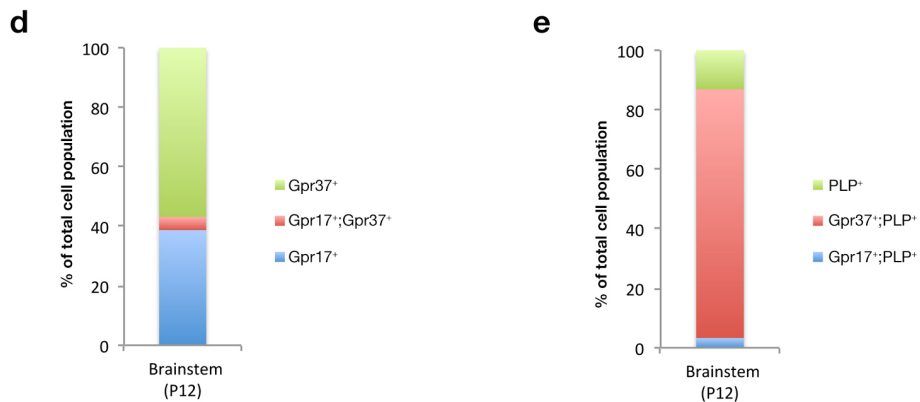 d
% of total cell population
100
80
60
40
20
0
Brainstem
(P12)
Gpr37⁺
Gpr17⁺;Gpr37⁺
Gpr17⁺
e
% of total cell population
100
80
60
40
20
0
Brainstem
(P12)
PLP⁺
Gpr37⁺;PLP⁺
Gpr17⁺;PLP⁺